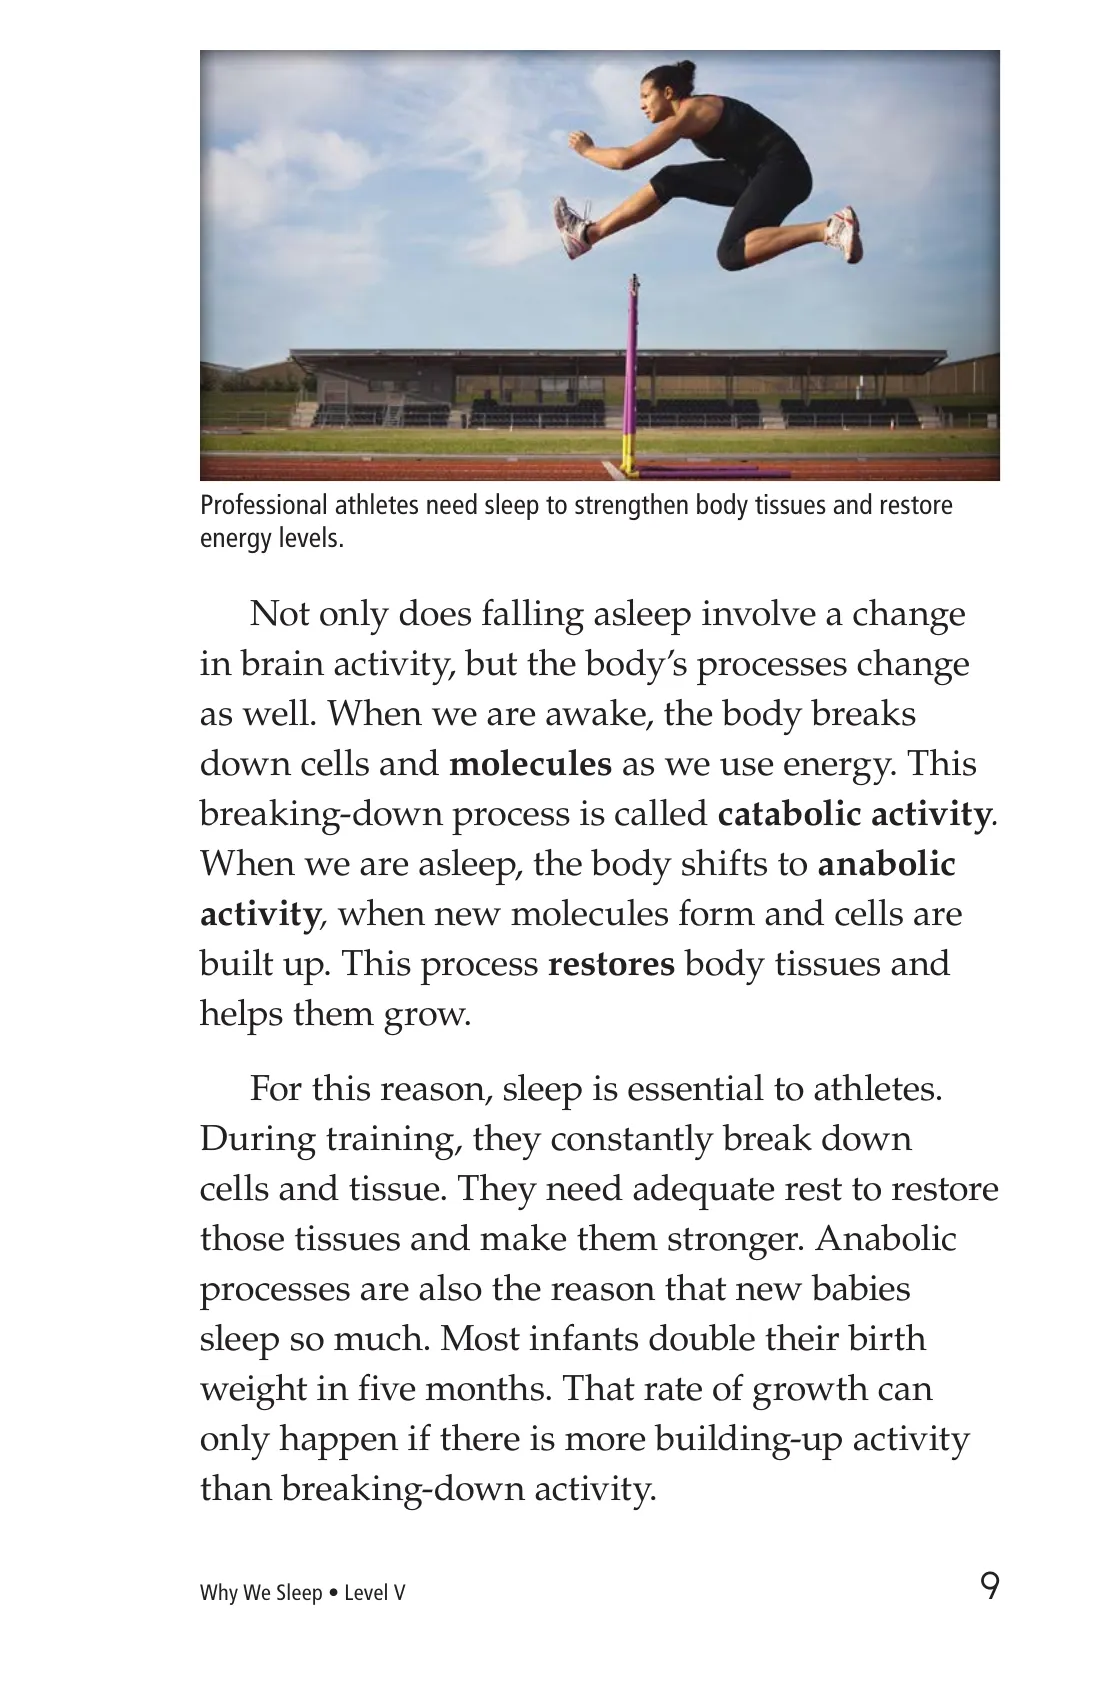 Professional athletes need sleep to strengthen body tissues and restore
energy levels.
Not only does falling asleep involve a change
in brain activity, but the body’s processes change
as well. When we are awake, the body breaks
down cells and molecules as we use energy. This
breaking-down process is called catabolic activity.
When we are asleep, the body shifts to anabolic
activity, when new molecules form and cells are
built up. This process restores body tissues and
helps them grow.
For this reason, sleep is essential to athletes.
During training, they constantly break down
cells and tissue. They need adequate rest to restore
those tissues and make them stronger. Anabolic
processes are also the reason that new babies
sleep so much. Most infants double their birth
weight in five months. That rate of growth can
only happen if there is more building-up activity
than breaking-down activity.
Why We Sleep • Level V
9